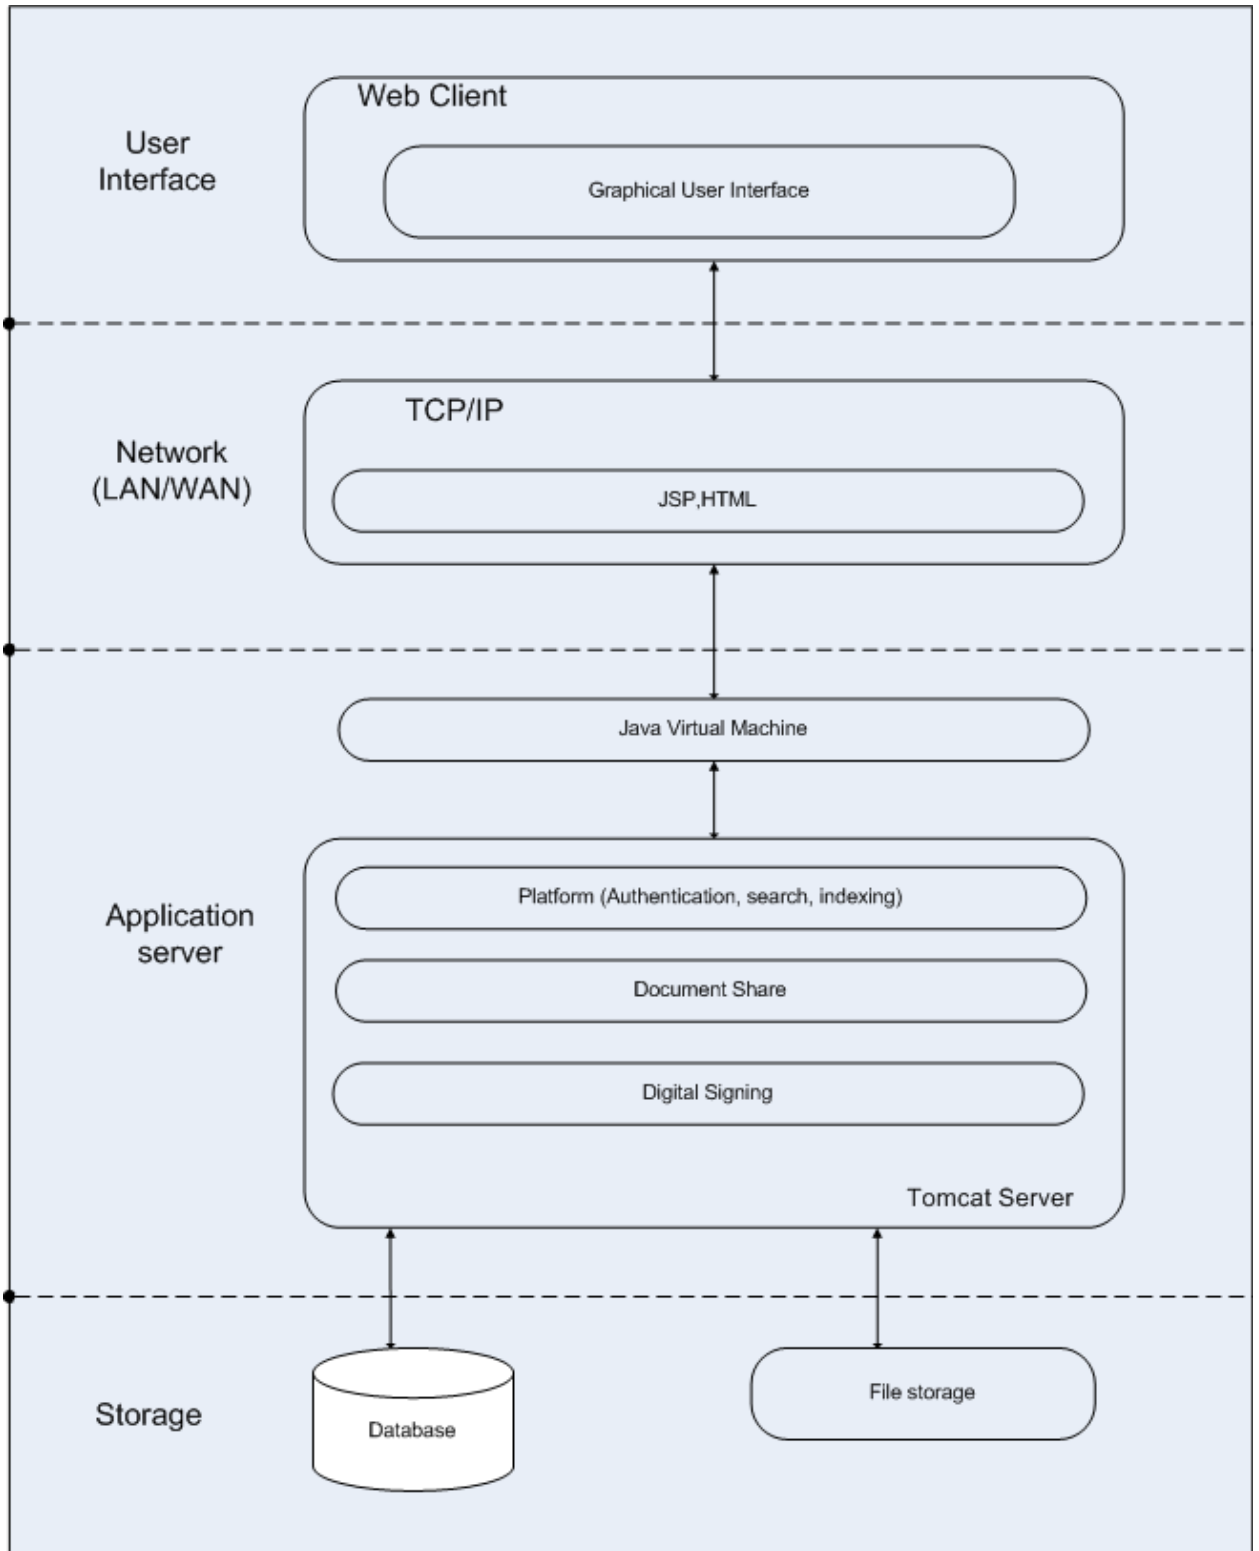 Web Client
User
Interface
Graphical User Interface
TCP/IP
Network
(LAN/WAN)
JSP,HTML
Java Virtual Machine
Platform (Authentication, search, indexing)
Application
server
Document Share
Digital Signing
Tomcat Server
Storage
Database
File storage